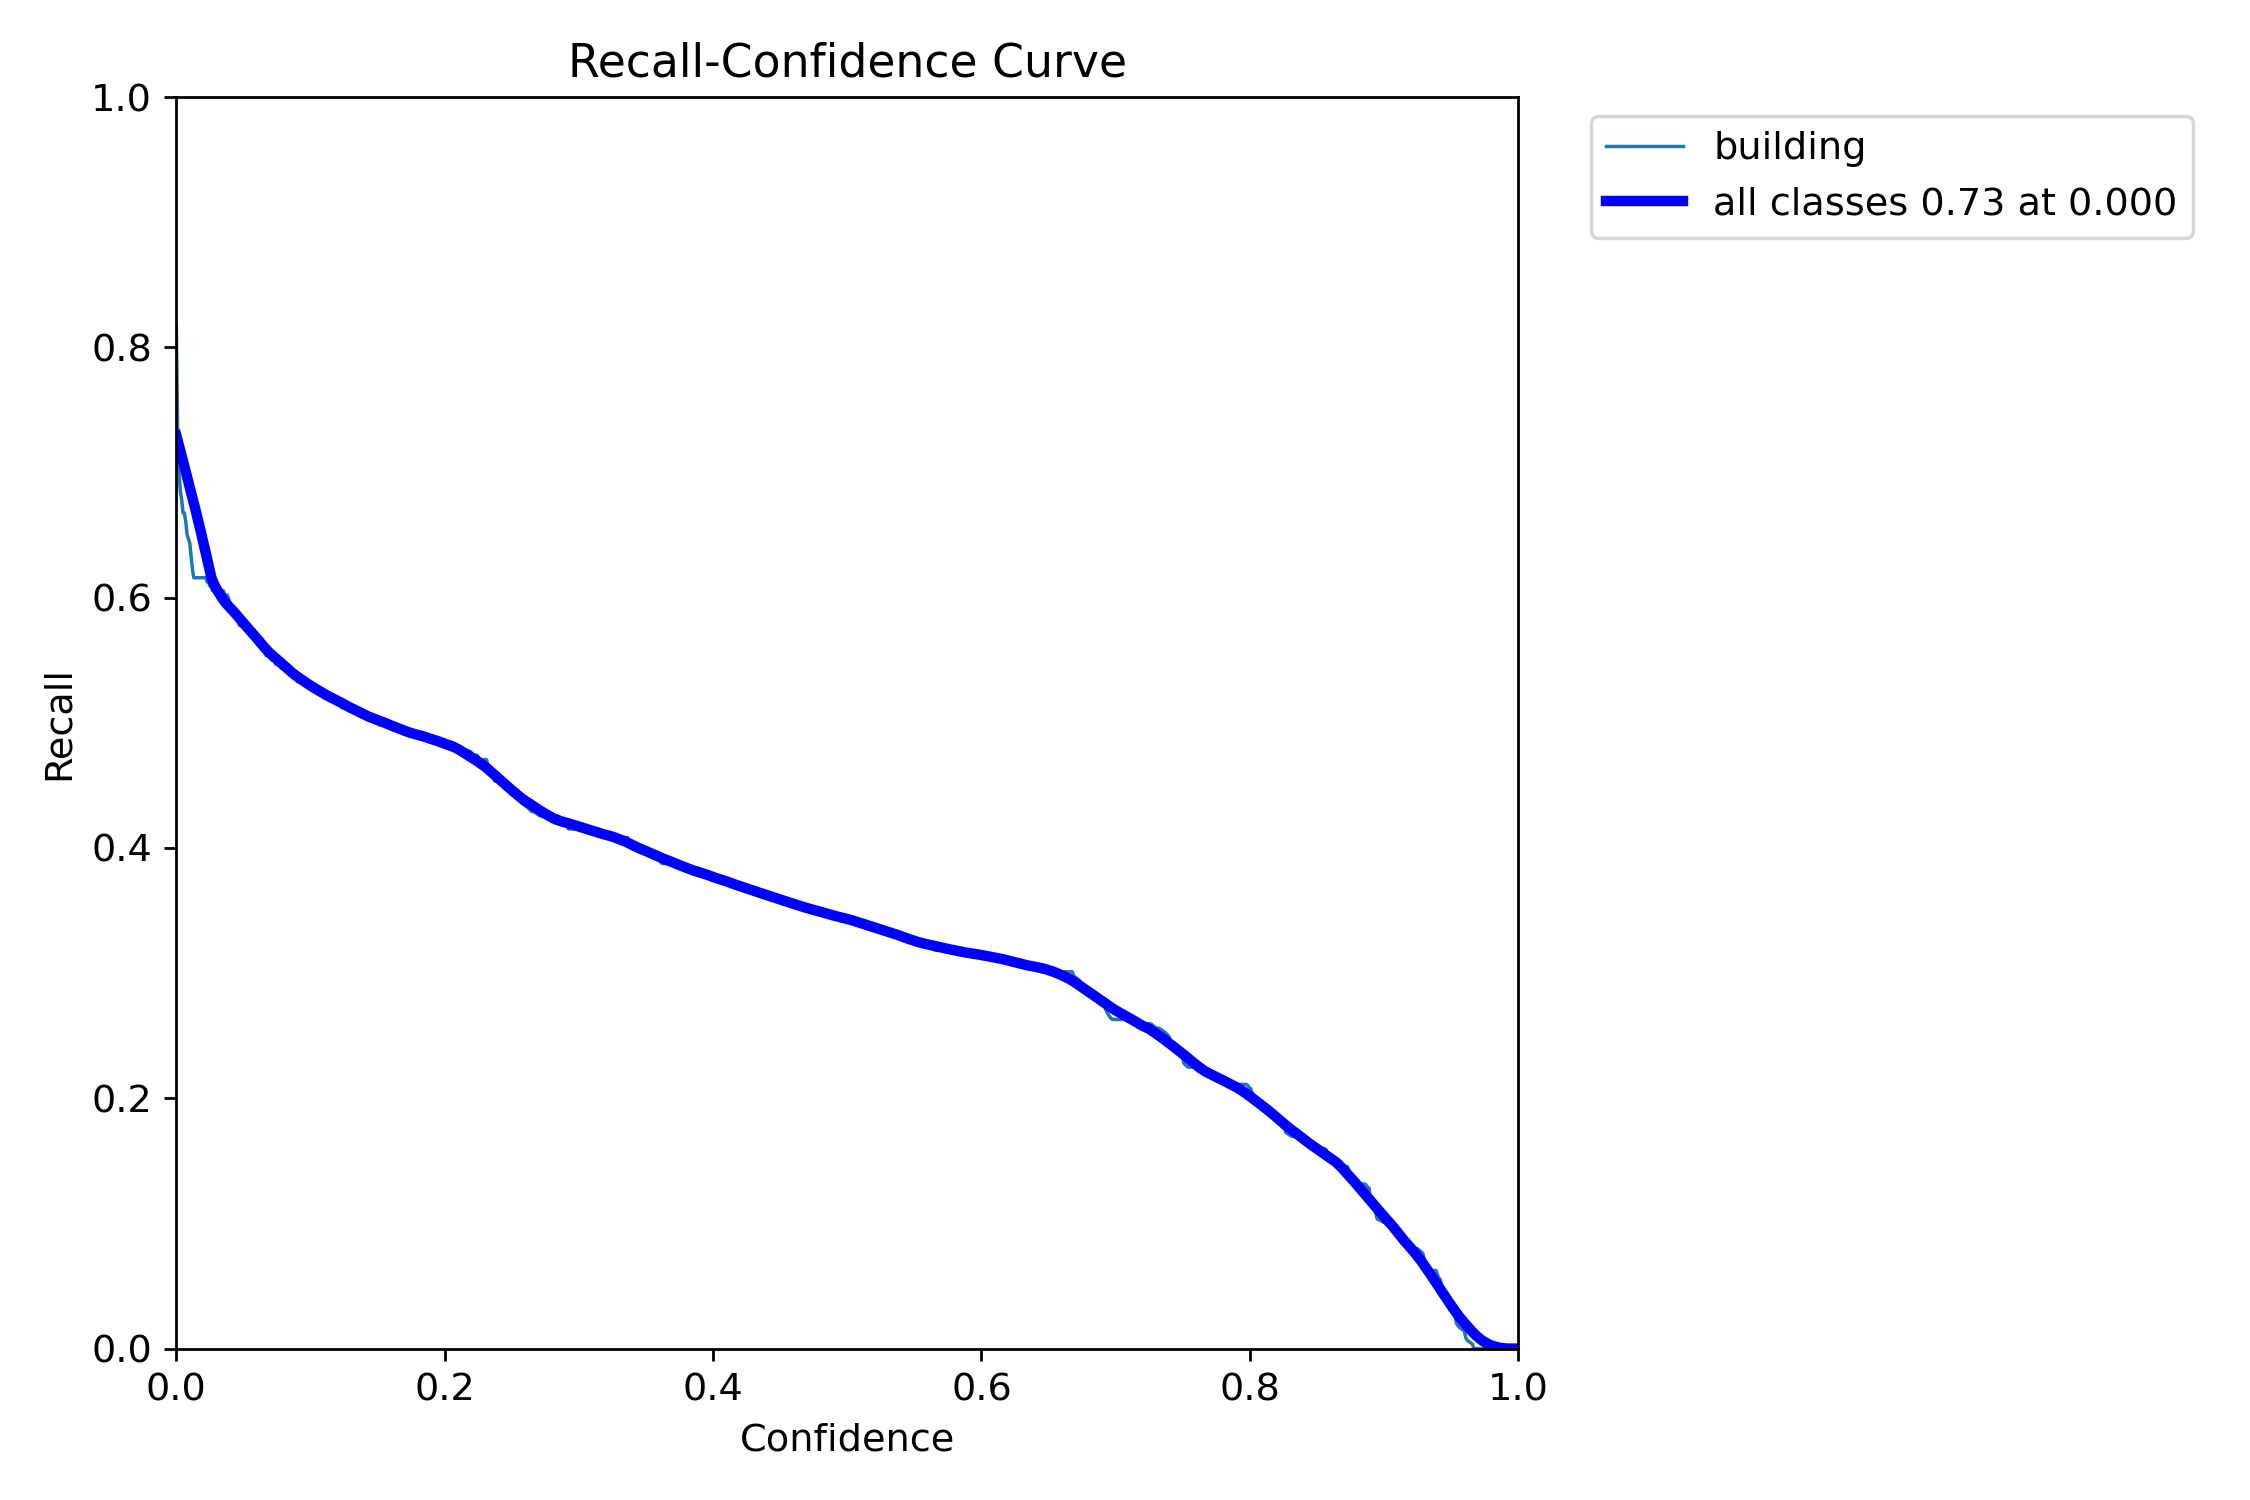 Recall-Confidence Curve
building
all classes 0.73 at 0.000
1.0
0.8
0.6
0.4
0.2
0.0
Recall
0.0 0.2 0.4 0.6 0.8 1.0
Confidence